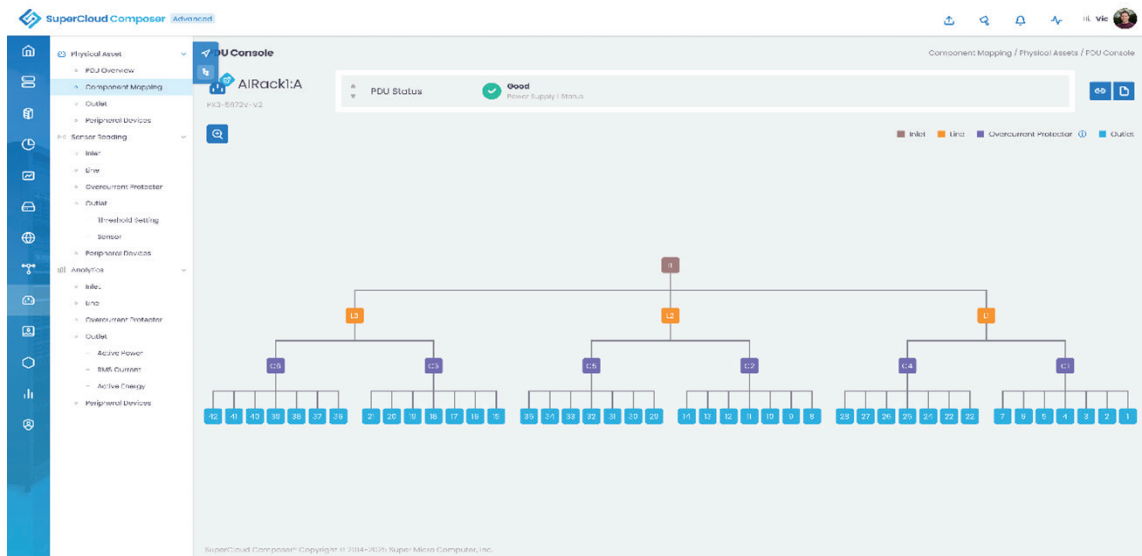 SuperCloud Composer Advanced
Hi, Vic
Physical Asset
PDU Overview
Component Mapping
Outlet
Peripheral Devices
Sensor Reading
Inlet
Line
Overcurrent Protector
Outlet
Threshold Setting
Sensor
Peripheral Devices
Analytics
Inlet
Line
Overcurrent Protector
Outlet
Active Power
RMS Current
Active Energy
Peripheral Devices
DU Console
Component Mapping / Physical Assets / PDU Console
AIRack1:A
PX3-5872V-V2
PDU Status
Good
Power Supply 1 Status
Inlet Line Overcurrent Protector Outlet
I1
L3 L2 L1
C6 C3 C5 C2 C4 C1
42 41 40 39 38 37 36 21 20 19 18 17 16 15 35 34 33 32 31 30 29 14 13 12 11 10 9 8 28 27 26 25 24 23 22 7 6 5 4 3 2 1
SuperCloud Composer® Copyright © 2014-2025 Super Micro Computer, Inc.